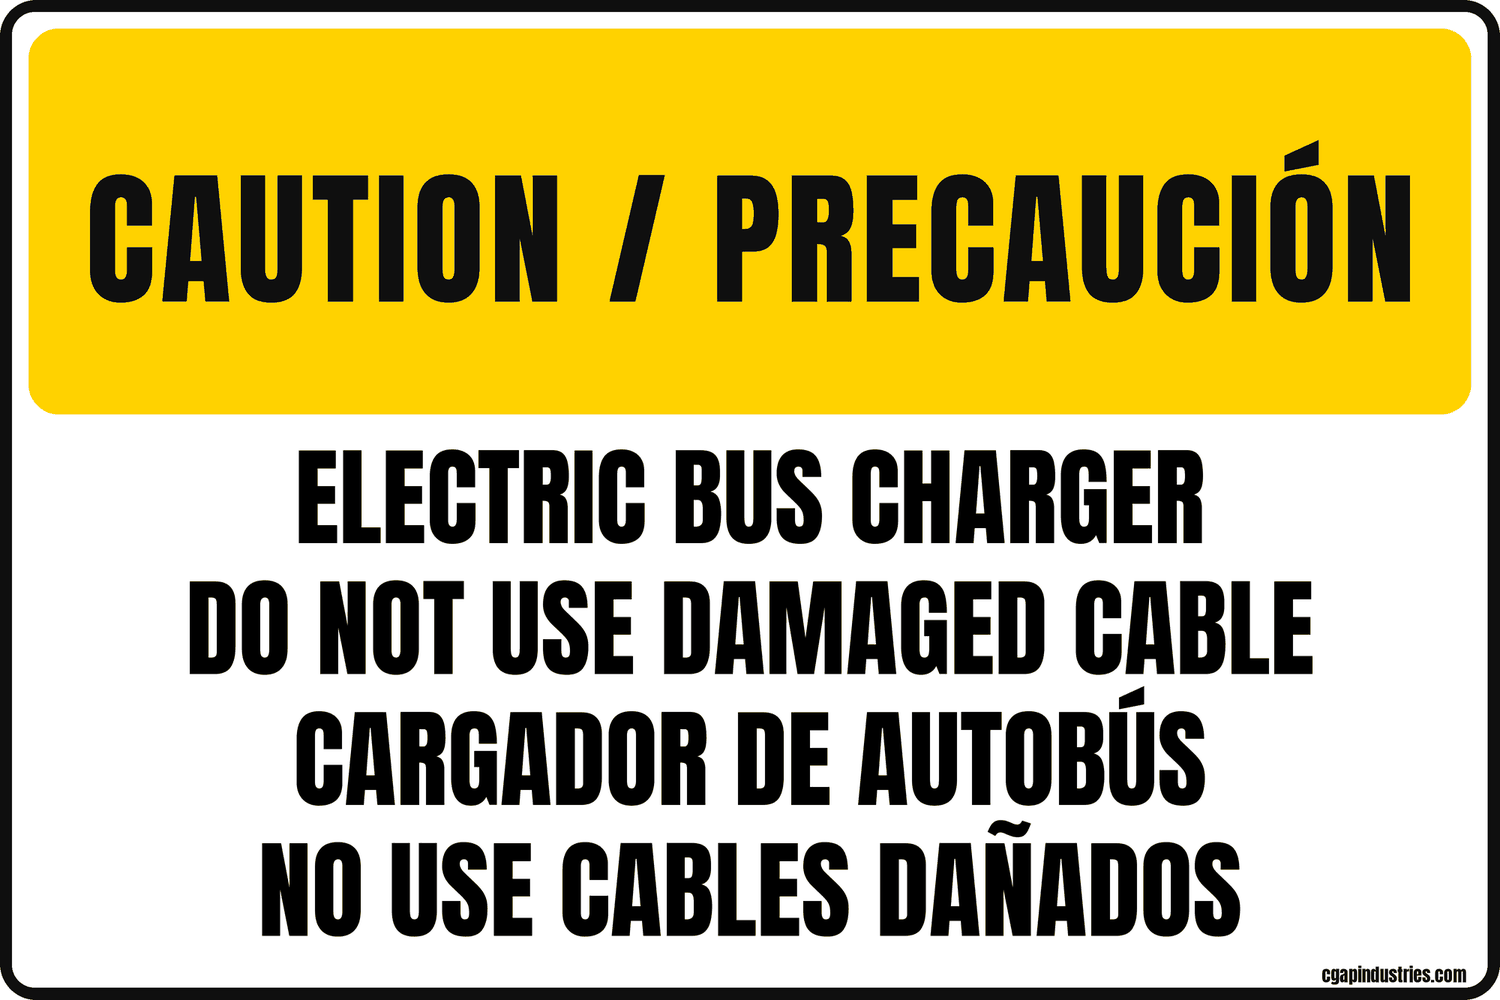 CAUTION / PRECAUCIÓN
ELECTRIC BUS CHARGER
DO NOT USE DAMAGED CABLE
CARGADOR DE AUTOBÚS
NO USE CABLES DAÑADOS
cgapindustries.com